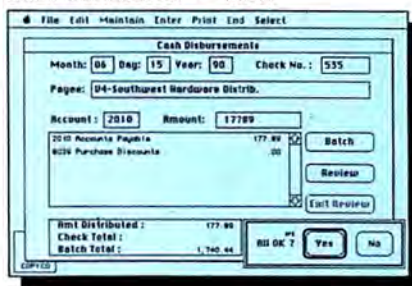 File Edit Maintain Enter Print End Select
Cash Disbursements
Month: 06 Day: 15 Year: 90 Check No.: 535
Payee: V4-Southwest Hardware Distrib.
Account: 2010 Amount: 17789
2010 Accounts Payable 177.89
Purchase Discounts .00
Batch
Review
Exit Review
Amt Distributed: 177.89
Check Total:
Batch Total: 1,740.44
All OK ? Yes No